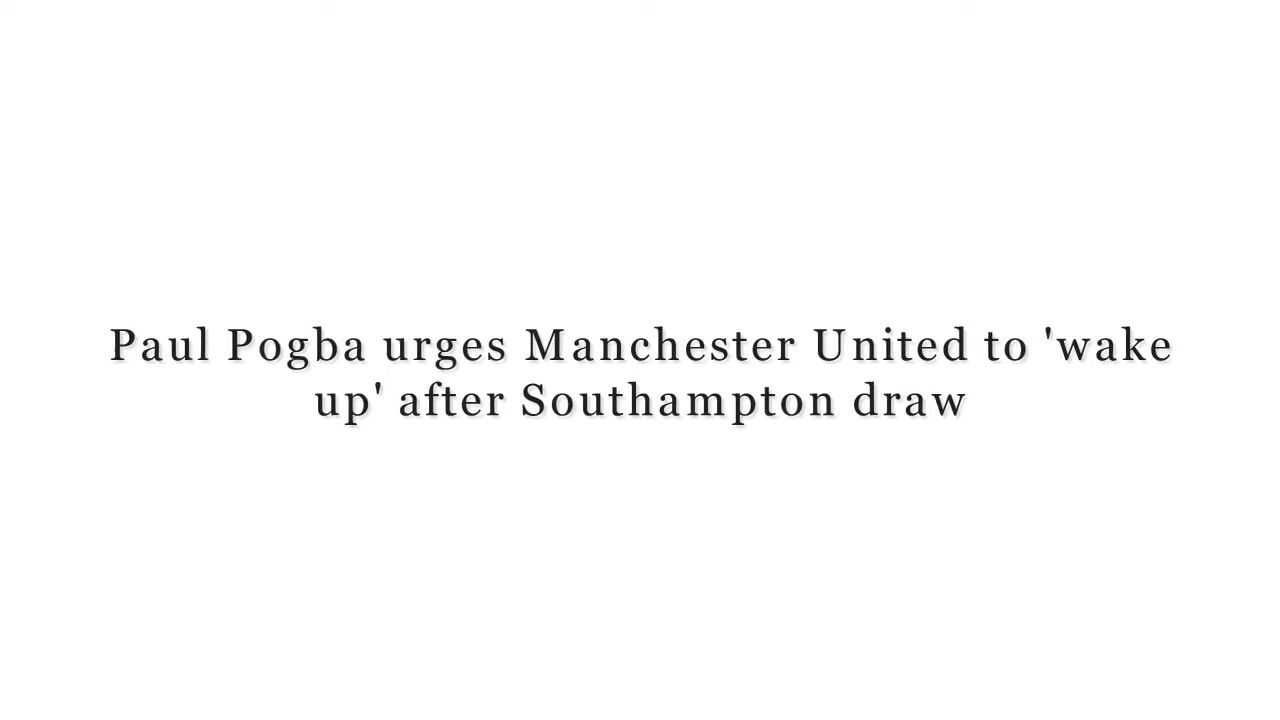 Paul Pogba urges Manchester United to 'wake
up' after Southampton draw